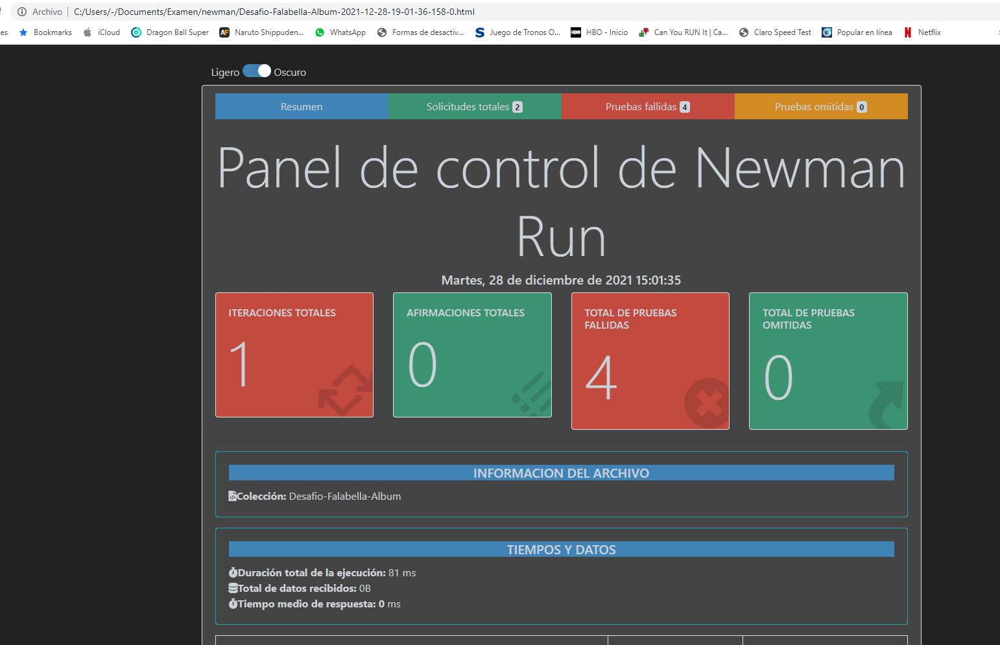 Archivo C:/Users/-/Documents/Examen/newman/Desafio-Falabella-Album-2021-12-28-19-01-36-158-0.html
es Bookmarks iCloud Dragon Ball Super AF Naruto Shippuden... WhatsApp Formas de desactiv... S Juego de Tronos O... HBO HBO - Inicio Can You RUN It | Ca... Claro Speed Test Popular en línea N Netflix
Ligero Oscuro
Resumen Solicitudes totales 2 Pruebas fallidas 4 Pruebas omitidas 0
Panel de control de Newman
Run
Martes, 28 de diciembre de 2021 15:01:35
ITERACIONES TOTALES
1
AFIRMACIONES TOTALES
0
TOTAL DE PRUEBAS
FALLIDAS
4
TOTAL DE PRUEBAS
OMITIDAS
0
INFORMACION DEL ARCHIVO
Colección: Desafio-Falabella-Album
TIEMPOS Y DATOS
Duración total de la ejecución: 81 ms
Total de datos recibidos: 0B
Tiempo medio de respuesta: 0 ms